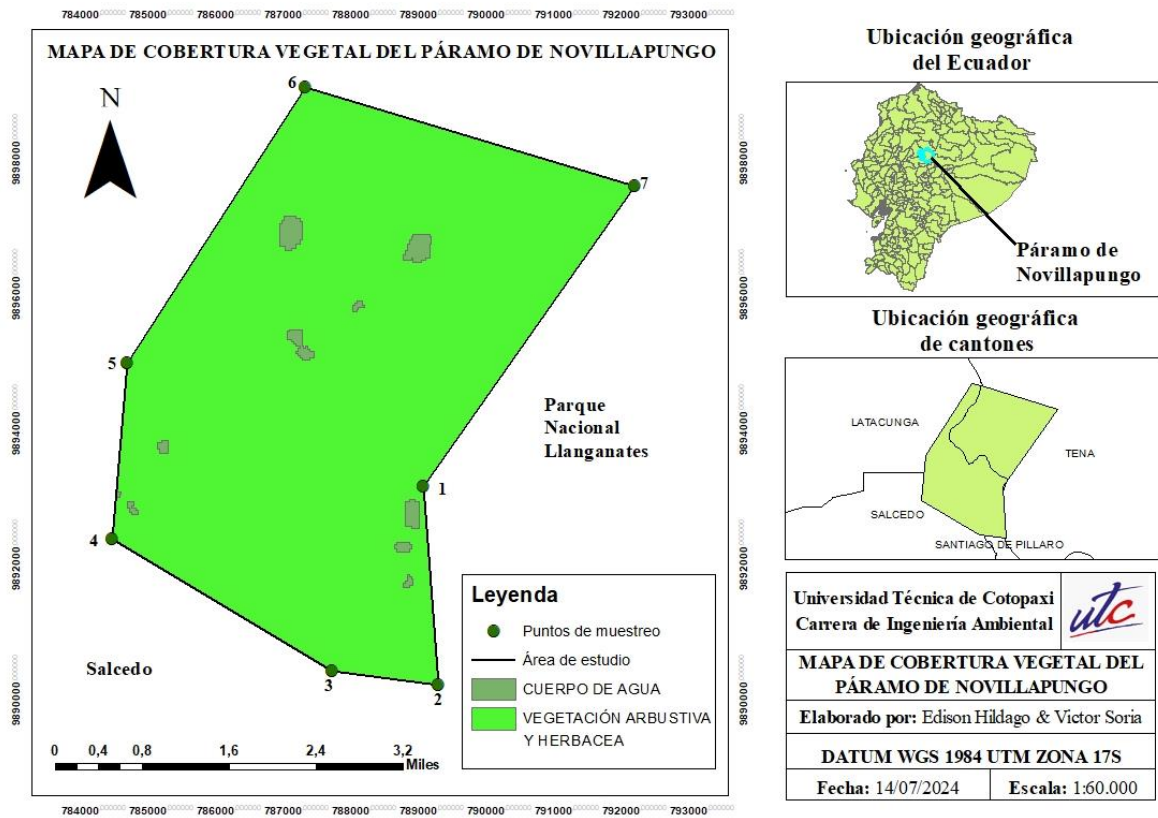 784000 785000 786000 787000 788000 789000 790000 791000 792000 793000
MAPA DE COBERTURA VEGETAL DEL PÁRAMO DE NOVILLAPUNGO
N
6
7
5
4
3
2
1
Parque
Nacional
Llanganates
Salcedo
9898000
9896000
9894000
9892000
9890000
9898000
9896000
9894000
9892000
9890000
Leyenda
Puntos de muestreo
Área de estudio
CUERPO DE AGUA
VEGETACIÓN ARBUSTIVA
Y HERBACEA
0 0,4 0,8 1,6 2,4 3,2
Miles
784000 785000 786000 787000 788000 789000 790000 791000 792000 793000
Ubicación geográfica
del Ecuador
Páramo de
Novillapungo
Ubicación geográfica
de cantones
LATACUNGA
TENA
SALCEDO
SANTIAGO DE PILLARO
Universidad Técnica de Cotopaxi
Carrera de Ingeniería Ambiental
utc
MAPA DE COBERTURA VEGETAL DEL
PÁRAMO DE NOVILLAPUNGO
Elaborado por: Edison Hildago & Victor Soria
DATUM WGS 1984 UTM ZONA 17S
Fecha: 14/07/2024
Escala: 1:60.000